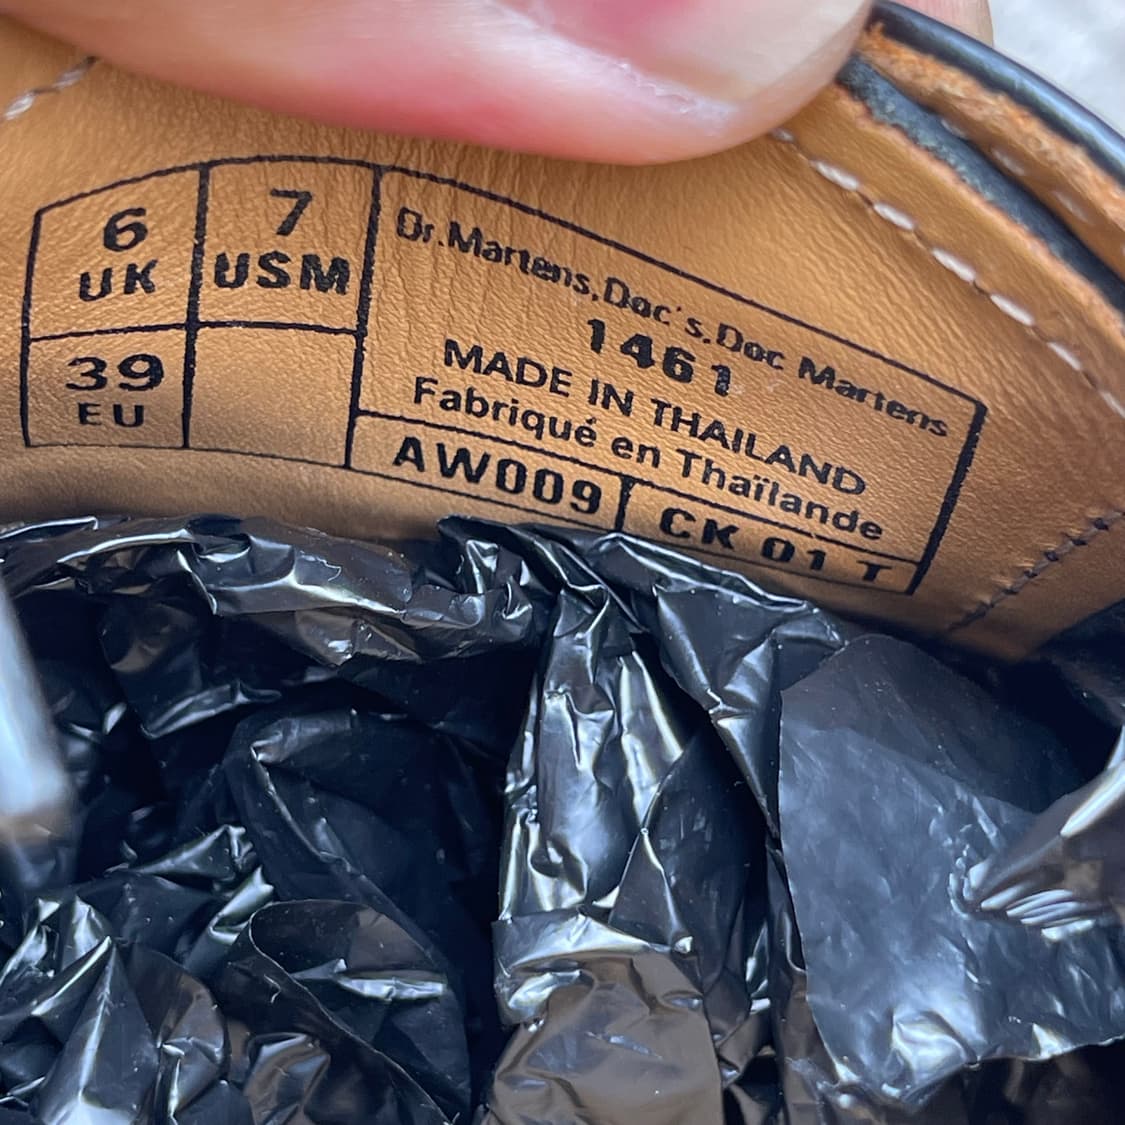 6
UK
7
USM
39
EU
Dr.Martens,Doc's,Doc Martens
1461
MADE IN THAILAND
Fabriqué en Thaïlande
AW009
CK 01 T